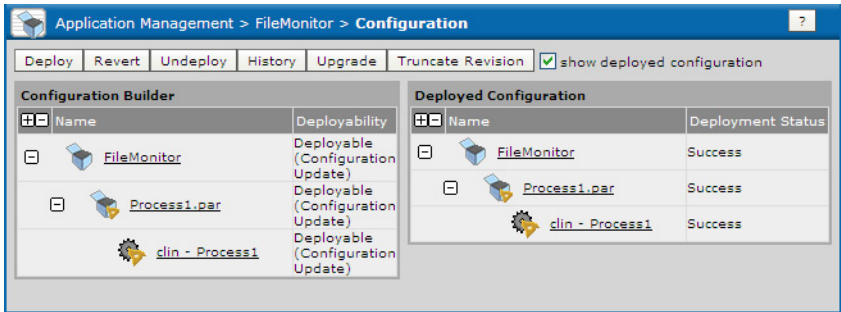 Application Management > FileMonitor > Configuration
?
Deploy Revert Undeploy History Upgrade Truncate Revision show deployed configuration
Configuration Builder
Name Deployability
FileMonitor Deployable (Configuration Update)
Process1.par Deployable (Configuration Update)
clin - Process1 Deployable (Configuration Update)
Deployed Configuration
Name Deployment Status
FileMonitor Success
Process1.par Success
clin - Process1 Success